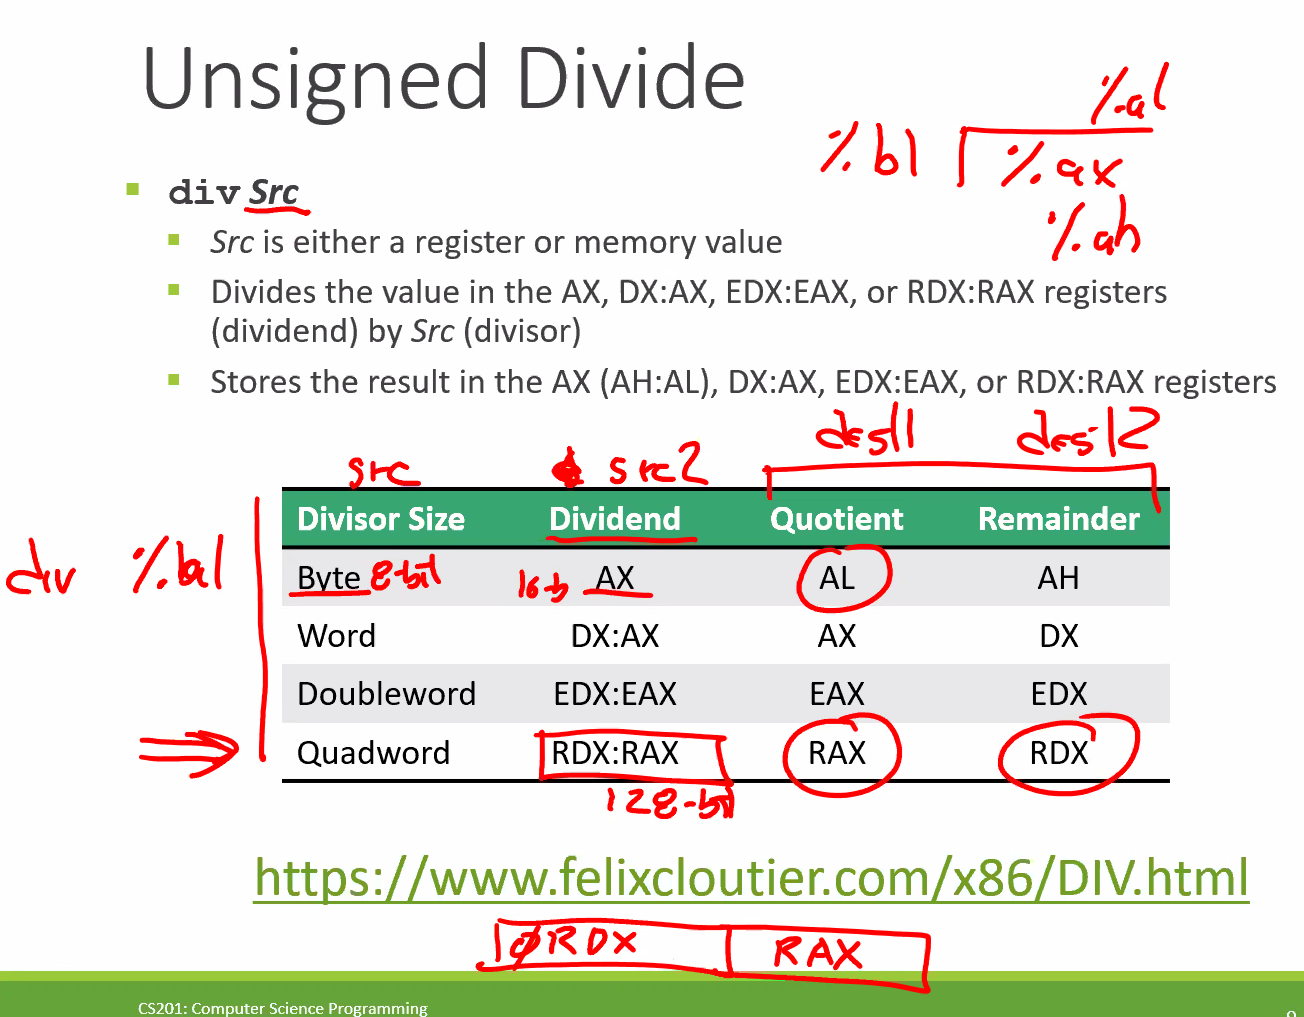 Unsigned Divide
%al
%bl %ax
%ah
div Src
Src is either a register or memory value
Divides the value in the AX, DX:AX, EDX:EAX, or RDX:RAX registers
(dividend) by Src (divisor)
Stores the result in the AX (AH:AL), DX:AX, EDX:EAX, or RDX:RAX registers
dest1 dest2
src src2
Divisor Size Dividend Quotient Remainder
div %bl
Byte 8-bit 16-b AX AL AH
Word DX:AX AX DX
Doubleword EDX:EAX EAX EDX
Quadword RDX:RAX RAX RDX
128-bit
https://www.felixcloutier.com/x86/DIV.html
RDX RAX
CS201: Computer Science Programming